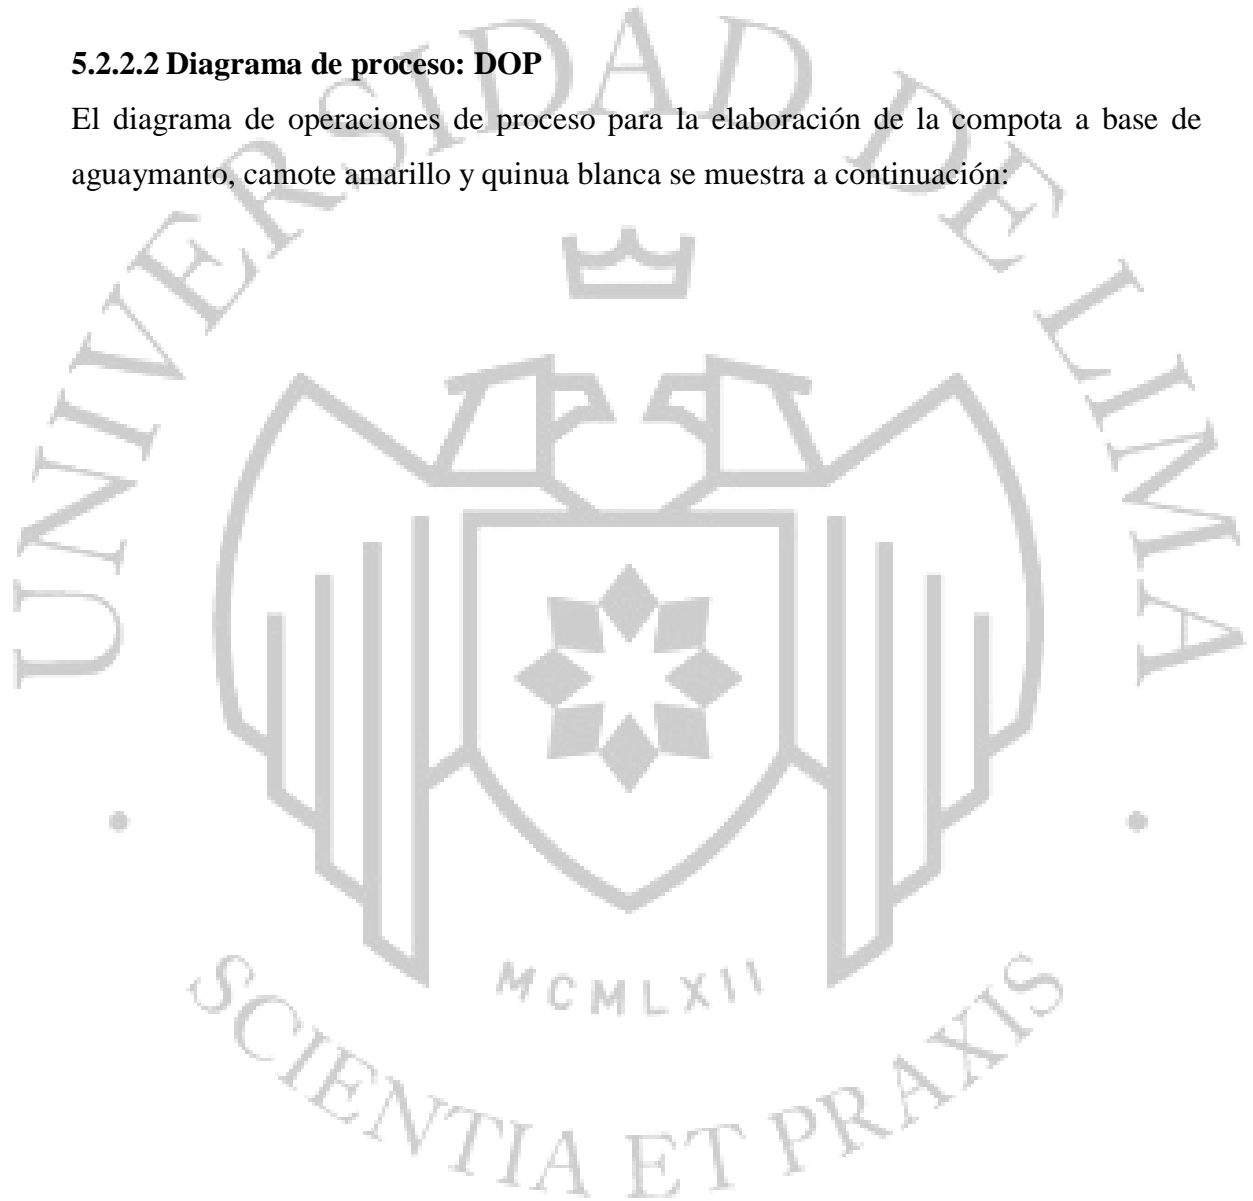 5.2.2.2 Diagrama de proceso: DOP
El diagrama de operaciones de proceso para la elaboración de la compota a base de
aguaymanto, camote amarillo y quinua blanca se muestra a continuación:
UNIVERSIDAD DE LIMA
MCMLXII
SCIENTIA ET PRAXIS